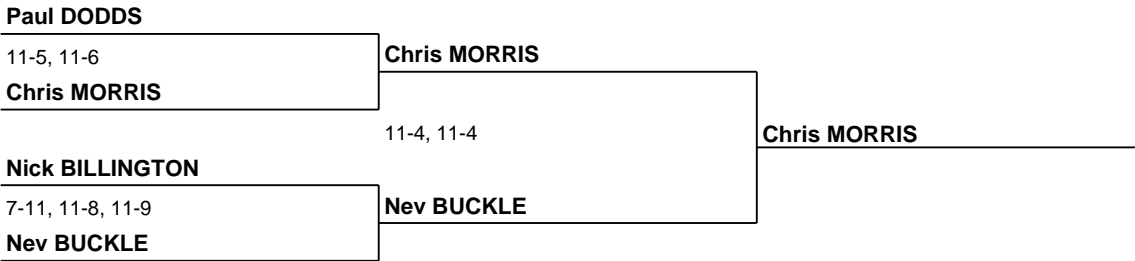 Paul DODDS
11-5, 11-6
Chris MORRIS
Chris MORRIS
11-4, 11-4
Chris MORRIS
Nick BILLINGTON
7-11, 11-8, 11-9
Nev BUCKLE
Nev BUCKLE